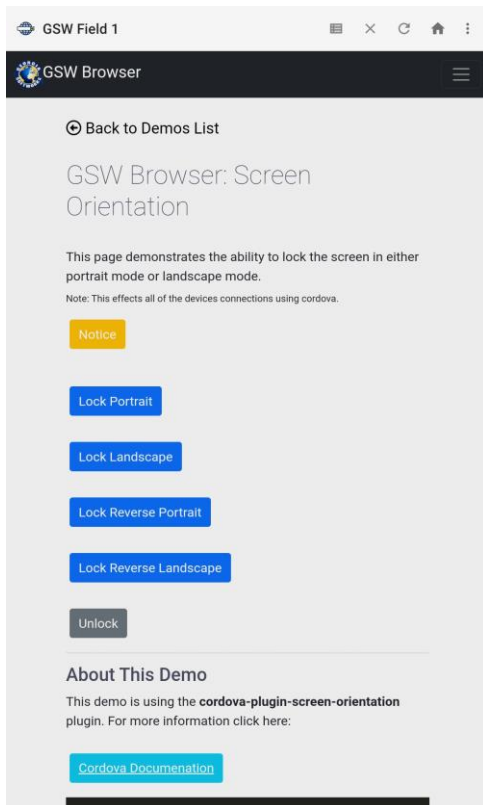 GSW Field 1
GSW Browser
Back to Demos List
GSW Browser: Screen
Orientation
This page demonstrates the ability to lock the screen in either
portrait mode or landscape mode.
Note: This effects all of the devices connections using cordova.
Notice
Lock Portrait
Lock Landscape
Lock Reverse Portrait
Lock Reverse Landscape
Unlock
About This Demo
This demo is using the cordova-plugin-screen-orientation
plugin. For more information click here:
Cordova Documenation